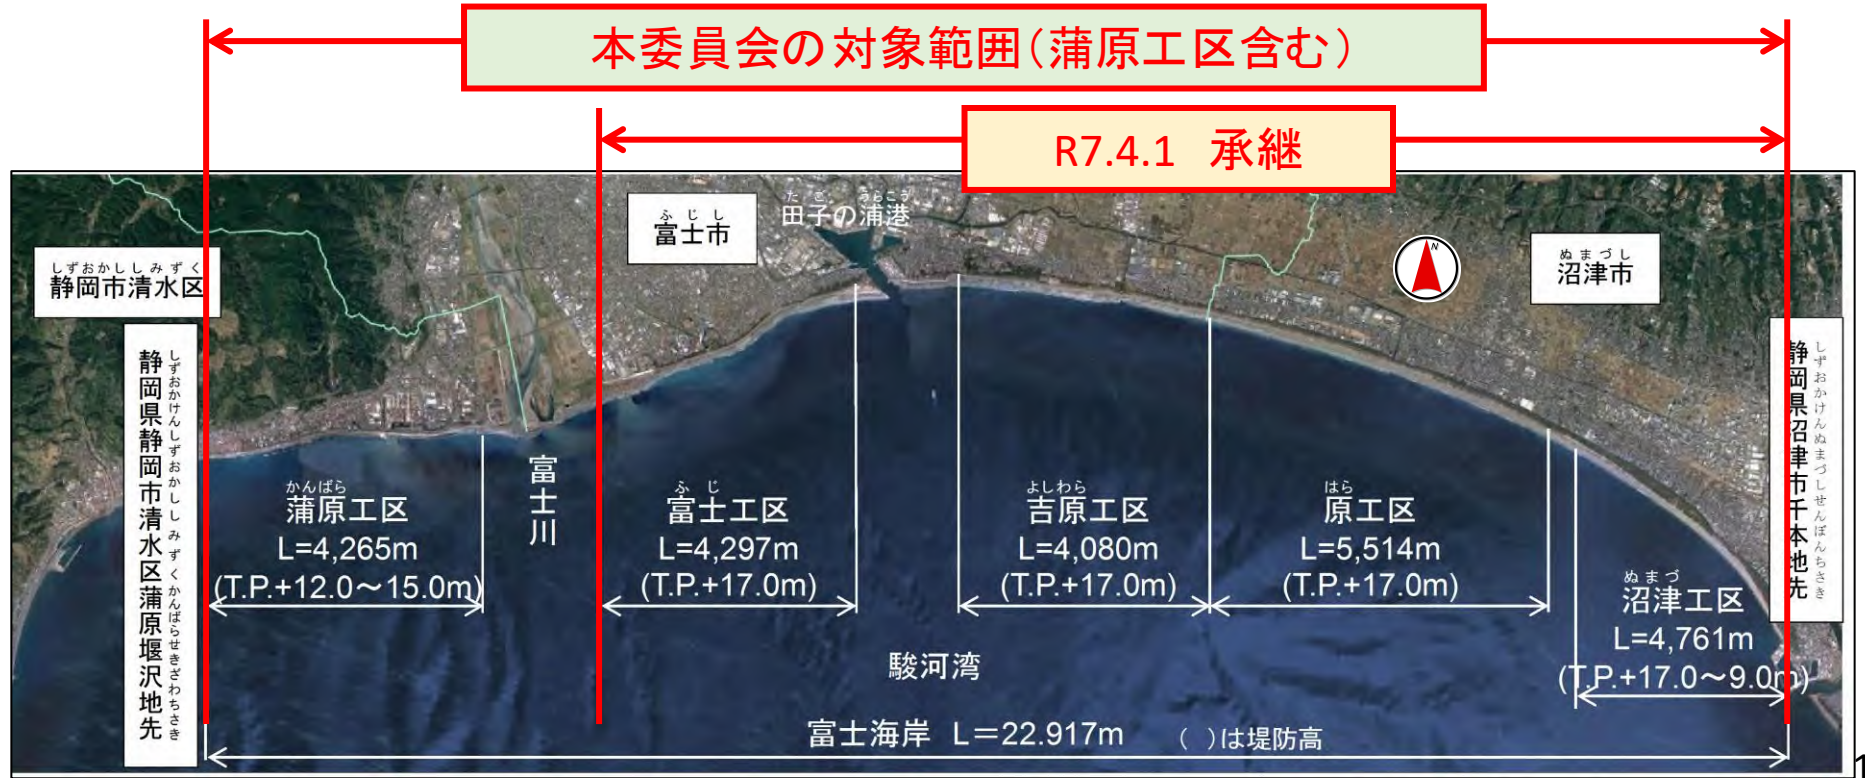 本委員会の対象範囲(蒲原工区含む)
R7.4.1 承継
しずおかししみずく
静岡市清水区
ふじし
富士市
たご うらこう
田子の浦港
N
ぬまづし
沼津市
しずおかけんしずおかししみずくかんばらせきざわちさき
静岡県静岡市清水区蒲原堰沢地先
しずおかけんぬまづしせんぼんちさき
静岡県沼津市千本地先
かんばら
蒲原工区
L=4,265m
(T.P.+12.0～15.0m)
富士川
ふじ
富士工区
L=4,297m
(T.P.+17.0m)
よしわら
吉原工区
L=4,080m
(T.P.+17.0m)
はら
原工区
L=5,514m
(T.P.+17.0m)
ぬまづ
沼津工区
L=4,761m
(T.P.+17.0～9.0m)
駿河湾
富士海岸 L＝22.917m ( )は堤防高
1